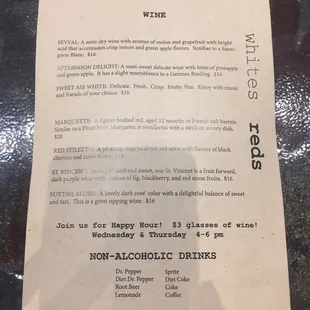 WINE
whites
SEYVAL: A semi dry wine with aromas of melon and grapefruit with bright
acid that accentuates crisp lemon and green apple flavors. Similar to a Sauvi-
gnon Blanc. $16
AFTERNOON DELIGHT: A semi-sweet delicate wine with hints of pineapple
and green apple. It has a slight resemblance to a German Riesling. $16
SWEET ASS WHITE: Delicate. Fresh. Crisp. Fruity. Fun. Enjoy with music
and friends of your choice. $16
reds
MARQUETTE: A lighter bodied red, aged 12 months in French oak barrels.
Similar to a Pinot Noir, Marquette is wonderful with a steak or savory dish.
$20
RED STILETTO: A playful, easy to drink red wine with flavors of black
cherries and $16
ST. VINCENT: and sweet, our St. Vincent is a fruit forward,
dark purple wine with of fig, blackberry, and red stone fruits. $16
FOXTAIL BLUSH: A lovely dark rose' color with a delightful balance of sweet
and tart. This is a great sipping wine. $16
Join us for Happy Hour! $3 glasses of wine!
Wednesday & Thursday 4-6 pm
NON-ALCOHOLIC DRINKS
Dr. Pepper Sprite
Diet Dr. Pepper Diet Coke
Root Beer Coke
Lemonade Coffee